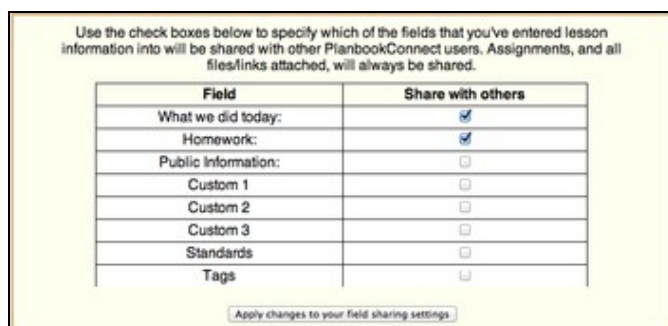 Use the check boxes below to specify which of the fields that you've entered lesson
information into will be shared with other PlanbookConnect users. Assignments, and all
files/links attached, will always be shared.
Field Share with others
What we did today:
Homework:
Public Information:
Custom 1
Custom 2
Custom 3
Standards
Tags
Apply changes to your field sharing settings